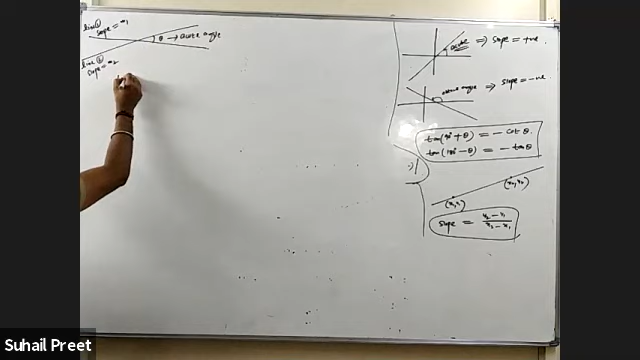 line ①
slope = m₁
θ → acute angle
line ②
slope = m₂
acute ⇒ slope = +ve.
obtuse angle ⇒ slope = -ve
tan(90°+θ) = - cot θ.
tan(180°-θ) = - tan θ
(x₁,y₁)
(x₂,y₂)
slope = y₂ - y₁ / x₂ - x₁
Suhail Preet